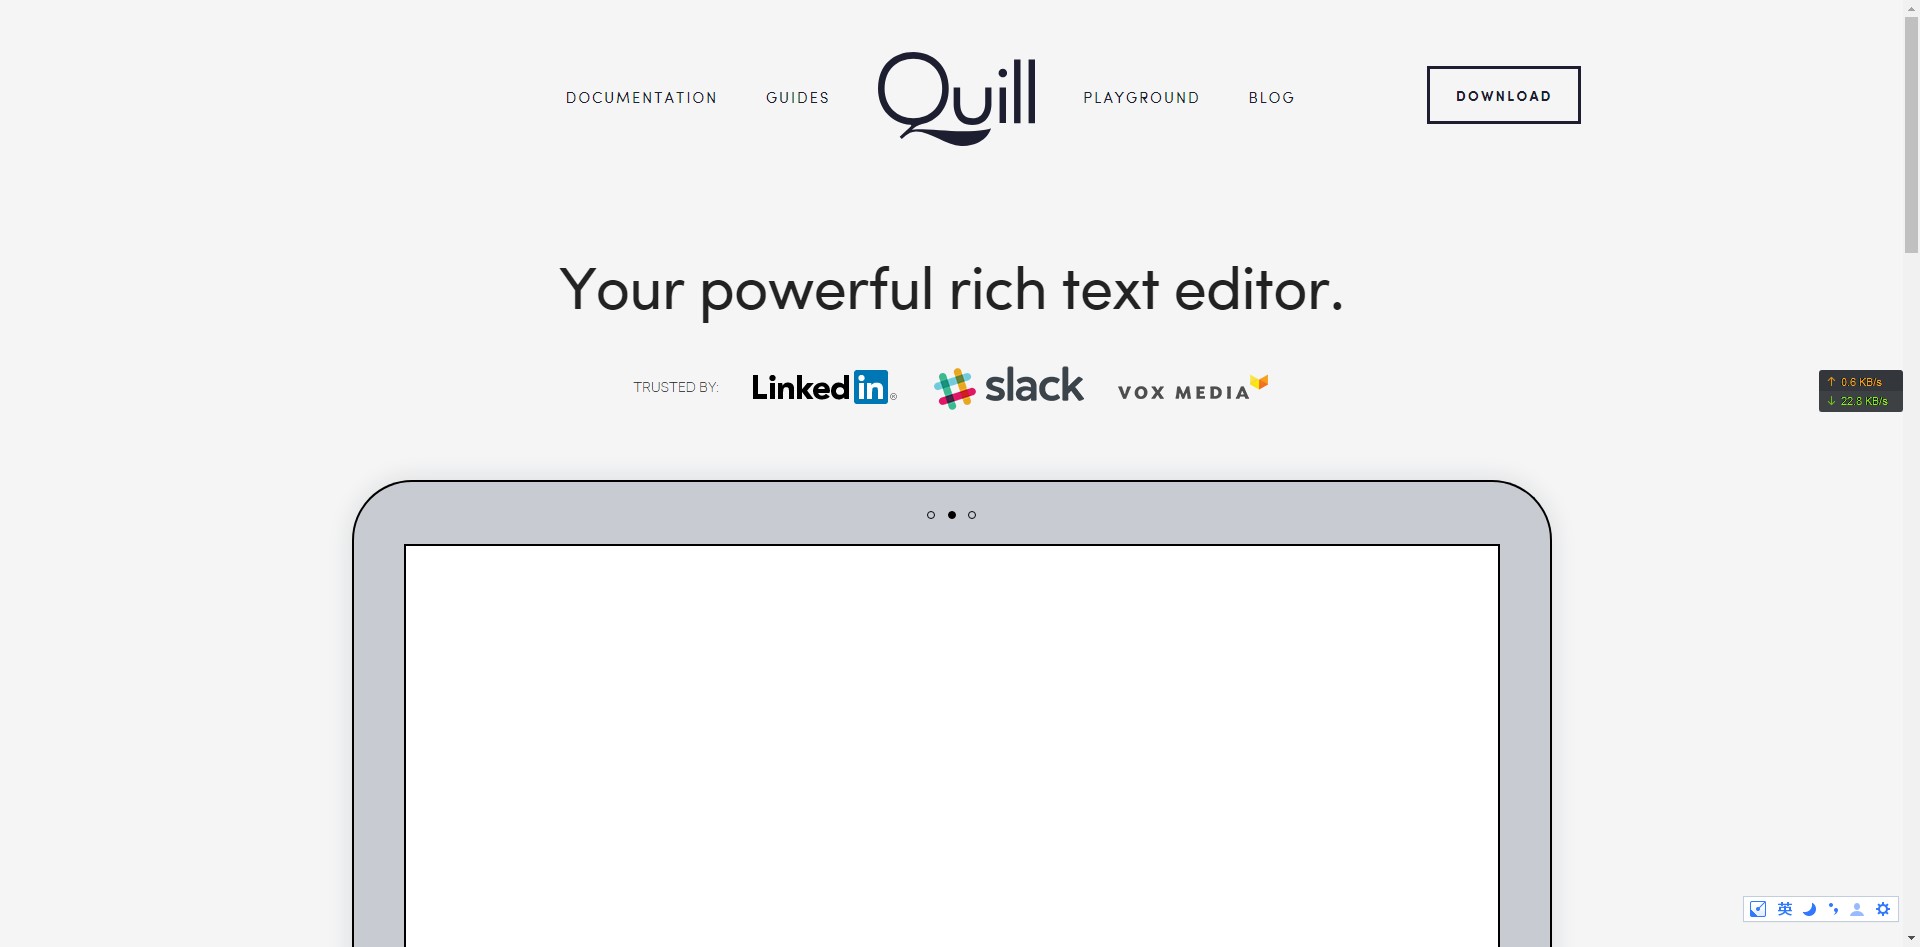 DOCUMENTATION GUIDES Quill PLAYGROUND BLOG DOWNLOAD
Your powerful rich text editor.
TRUSTED BY: Linkedin® slack VOX MEDIA
↑ 0.6 KB/s
↓ 22.8 KB/s
英